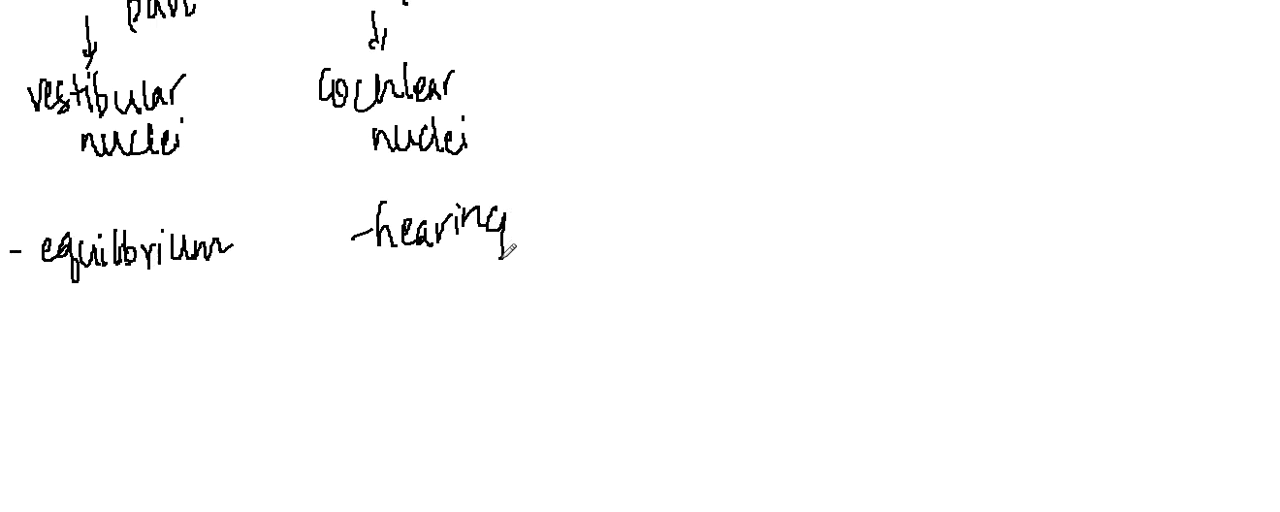 vestibular cochlear
nuclei nuclei
- equilibrium - hearing